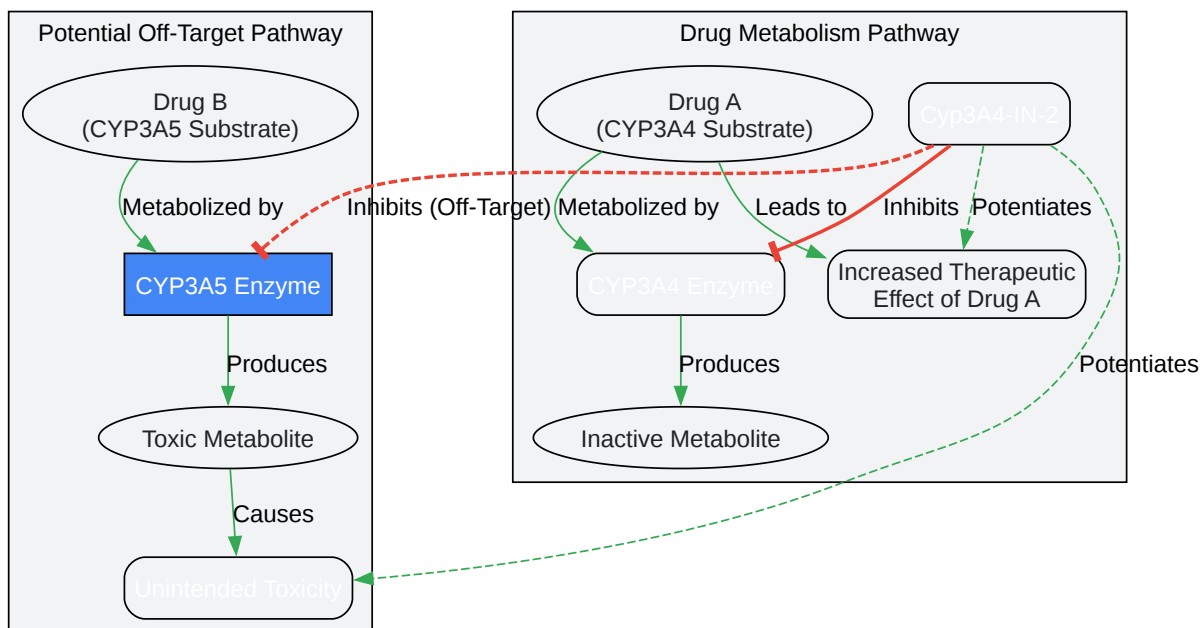 Potential Off-Target Pathway
Drug Metabolism Pathway
Drug B
(CYP3A5 Substrate)
Drug A
(CYP3A4 Substrate)
Cyp3A4-IN-2
Metabolized by
Inhibits (Off-Target)
Metabolized by
Leads to
Inhibits
Potentiates
CYP3A5 Enzyme
CYP3A4 Enzyme
Increased Therapeutic
Effect of Drug A
Produces
Produces
Potentiates
Toxic Metabolite
Inactive Metabolite
Causes
Unintended Toxicity